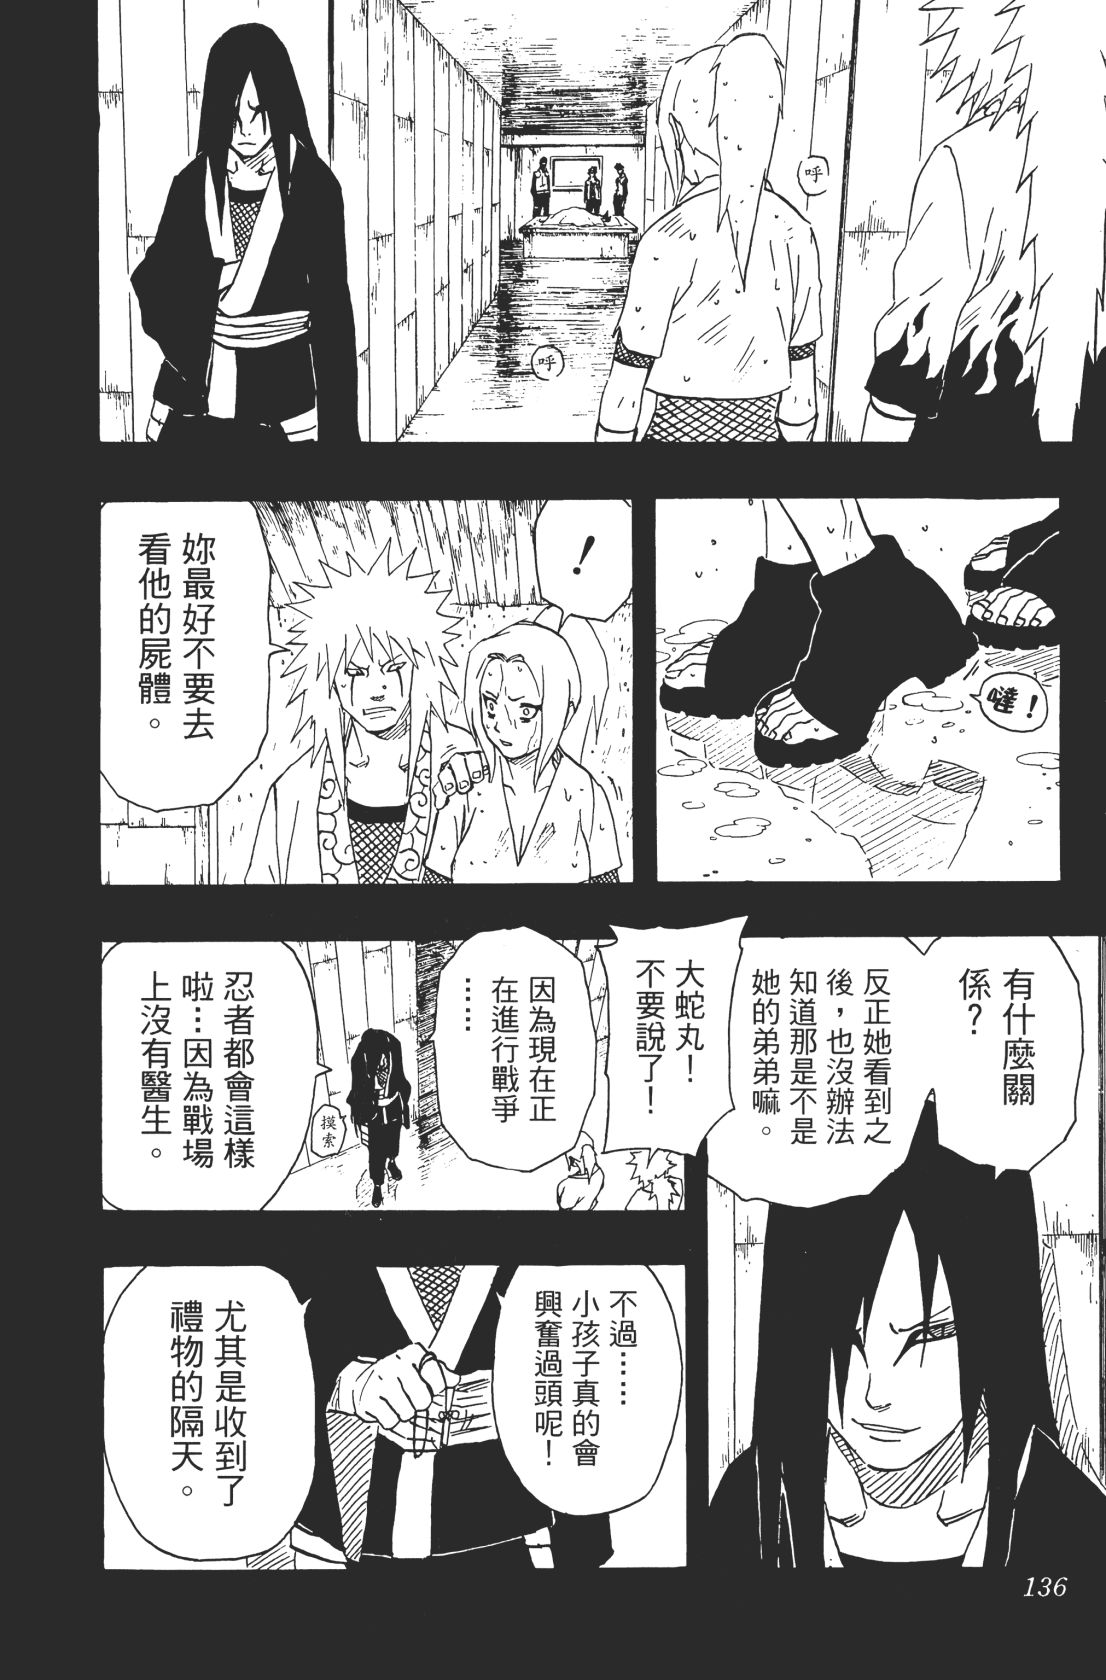 呼
呼
噠！
！
妳最好不要去
看他的屍體。
有什麼關
係？
反正她看到之
後，也沒辦法
知道那是不是
她的弟弟嘛。
大蛇丸！
不要說了！
因為現在正
在進行戰爭
……
忍者都會這樣
啦…因為戰場
上沒有醫生。
摸索
不過……
小孩子真的會
興奮過頭呢！
尤其是收到了
禮物的隔天。
136